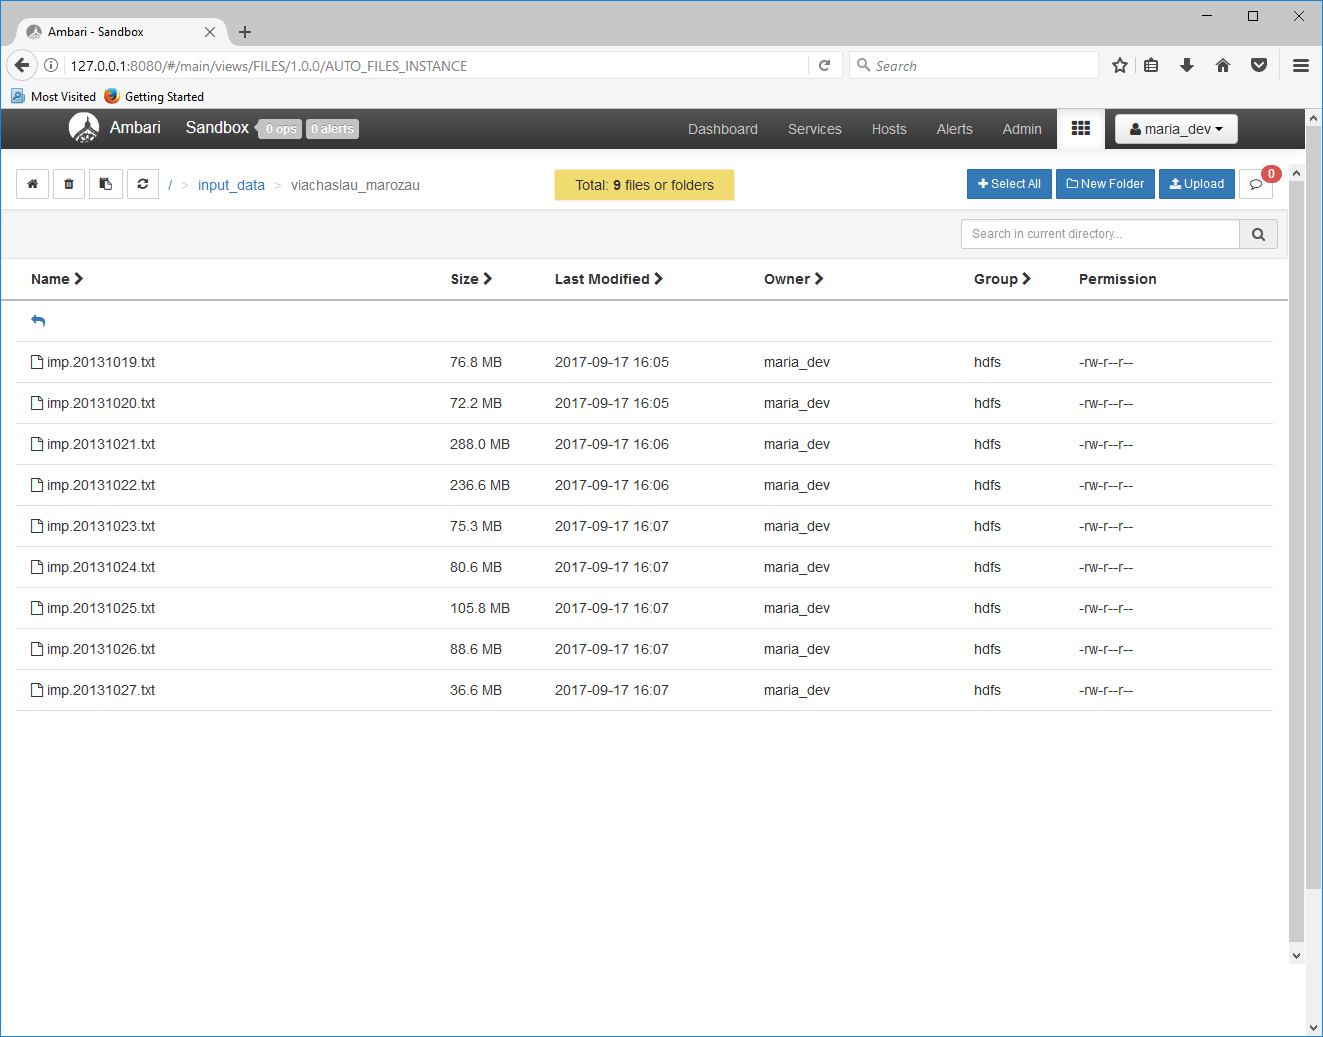 Ambari - Sandbox
127.0.0.1:8080/#/main/views/FILES/1.0.0/AUTO_FILES_INSTANCE
Search
Most Visited Getting Started
Ambari Sandbox 0 ops 0 alerts Dashboard Services Hosts Alerts Admin maria_dev
/ > input_data > viachaslau_marozau Total: 9 files or folders Select All New Folder Upload 0
Search in current directory...
Name Size Last Modified Owner Group Permission
imp.20131019.txt 76.8 MB 2017-09-17 16:05 maria_dev hdfs -rw-r--r--
imp.20131020.txt 72.2 MB 2017-09-17 16:05 maria_dev hdfs -rw-r--r--
imp.20131021.txt 288.0 MB 2017-09-17 16:06 maria_dev hdfs -rw-r--r--
imp.20131022.txt 236.6 MB 2017-09-17 16:06 maria_dev hdfs -rw-r--r--
imp.20131023.txt 75.3 MB 2017-09-17 16:07 maria_dev hdfs -rw-r--r--
imp.20131024.txt 80.6 MB 2017-09-17 16:07 maria_dev hdfs -rw-r--r--
imp.20131025.txt 105.8 MB 2017-09-17 16:07 maria_dev hdfs -rw-r--r--
imp.20131026.txt 88.6 MB 2017-09-17 16:07 maria_dev hdfs -rw-r--r--
imp.20131027.txt 36.6 MB 2017-09-17 16:07 maria_dev hdfs -rw-r--r--